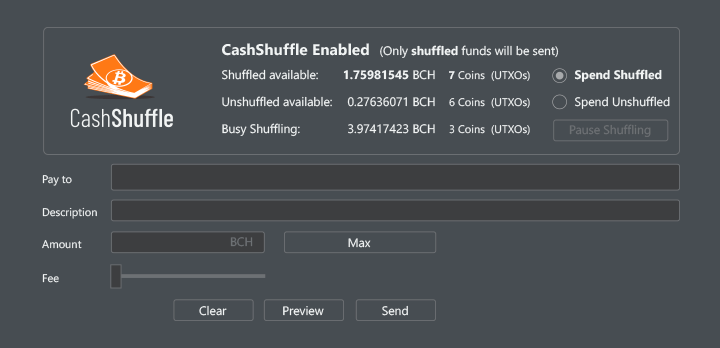 CashShuffle Enabled (Only shuffled funds will be sent)
Shuffled available: 1.75981545 BCH 7 Coins (UTXOs) Spend Shuffled
Unshuffled available: 0.27636071 BCH 6 Coins (UTXOs) Spend Unshuffled
Busy Shuffling: 3.97417423 BCH 3 Coins (UTXOs) Pause Shuffling
CashShuffle
Pay to
Description
Amount BCH Max
Fee
Clear Preview Send